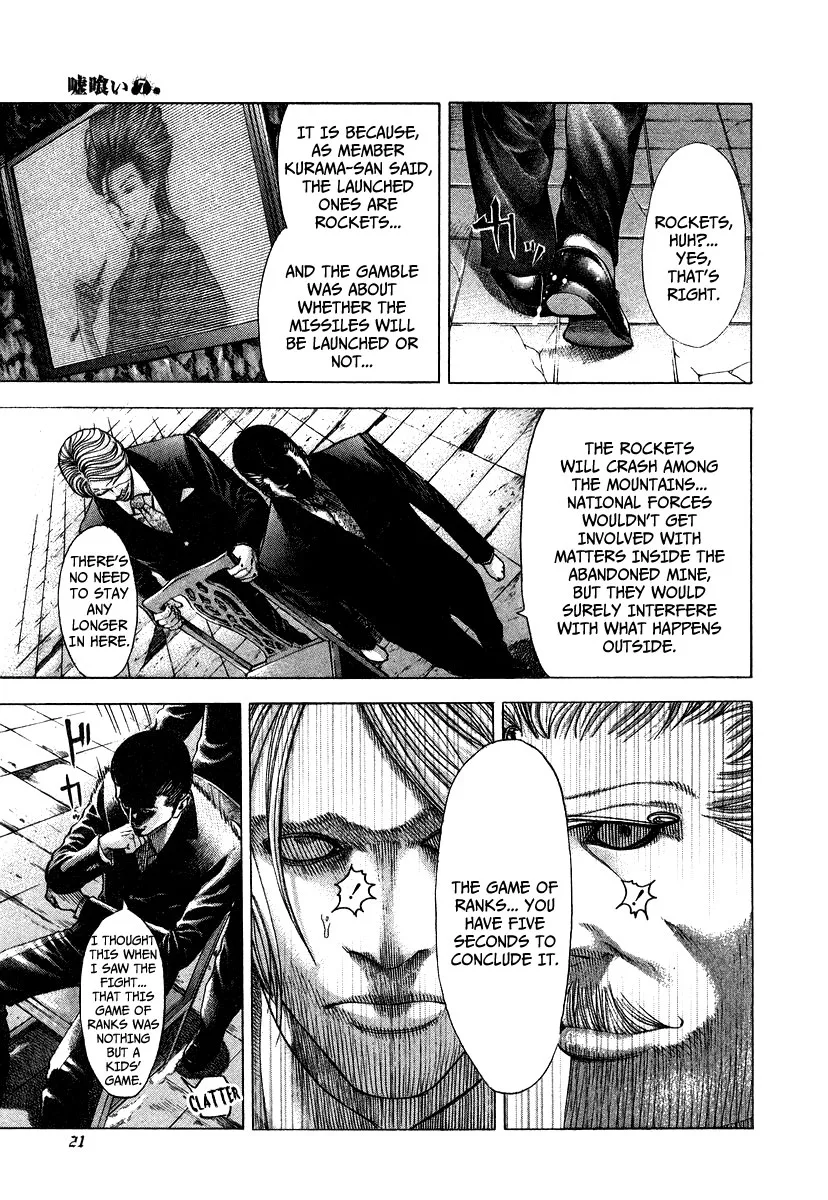 嘘喰い
ROCKETS,
HUH?...
YES,
THAT'S
RIGHT.
IT IS BECAUSE,
AS MEMBER
KURAMA-SAN SAID,
THE LAUNCHED
ONES ARE
ROCKETS...
AND THE GAMBLE
WAS ABOUT
WHETHER THE
MISSILES WILL
BE LAUNCHED OR
NOT...
THE ROCKETS
WILL CRASH AMONG
THE MOUNTAINS...
NATIONAL FORCES
WOULDN'T GET
INVOLVED WITH
MATTERS INSIDE THE
ABANDONED MINE,
BUT THEY WOULD
SURELY INTERFERE
WITH WHAT HAPPENS
OUTSIDE.
THERE'S
NO NEED
TO STAY
ANY
LONGER
IN HERE.
!
THE GAME OF
RANKS... YOU
HAVE FIVE
SECONDS TO
CONCLUDE IT.
!
ドカ
I THOUGHT
THIS WHEN
I SAW THE
FIGHT...
THAT THIS
GAME OF
RANKS WAS
NOTHING
BUT A
KIDS'
GAME.
CLATTER
21